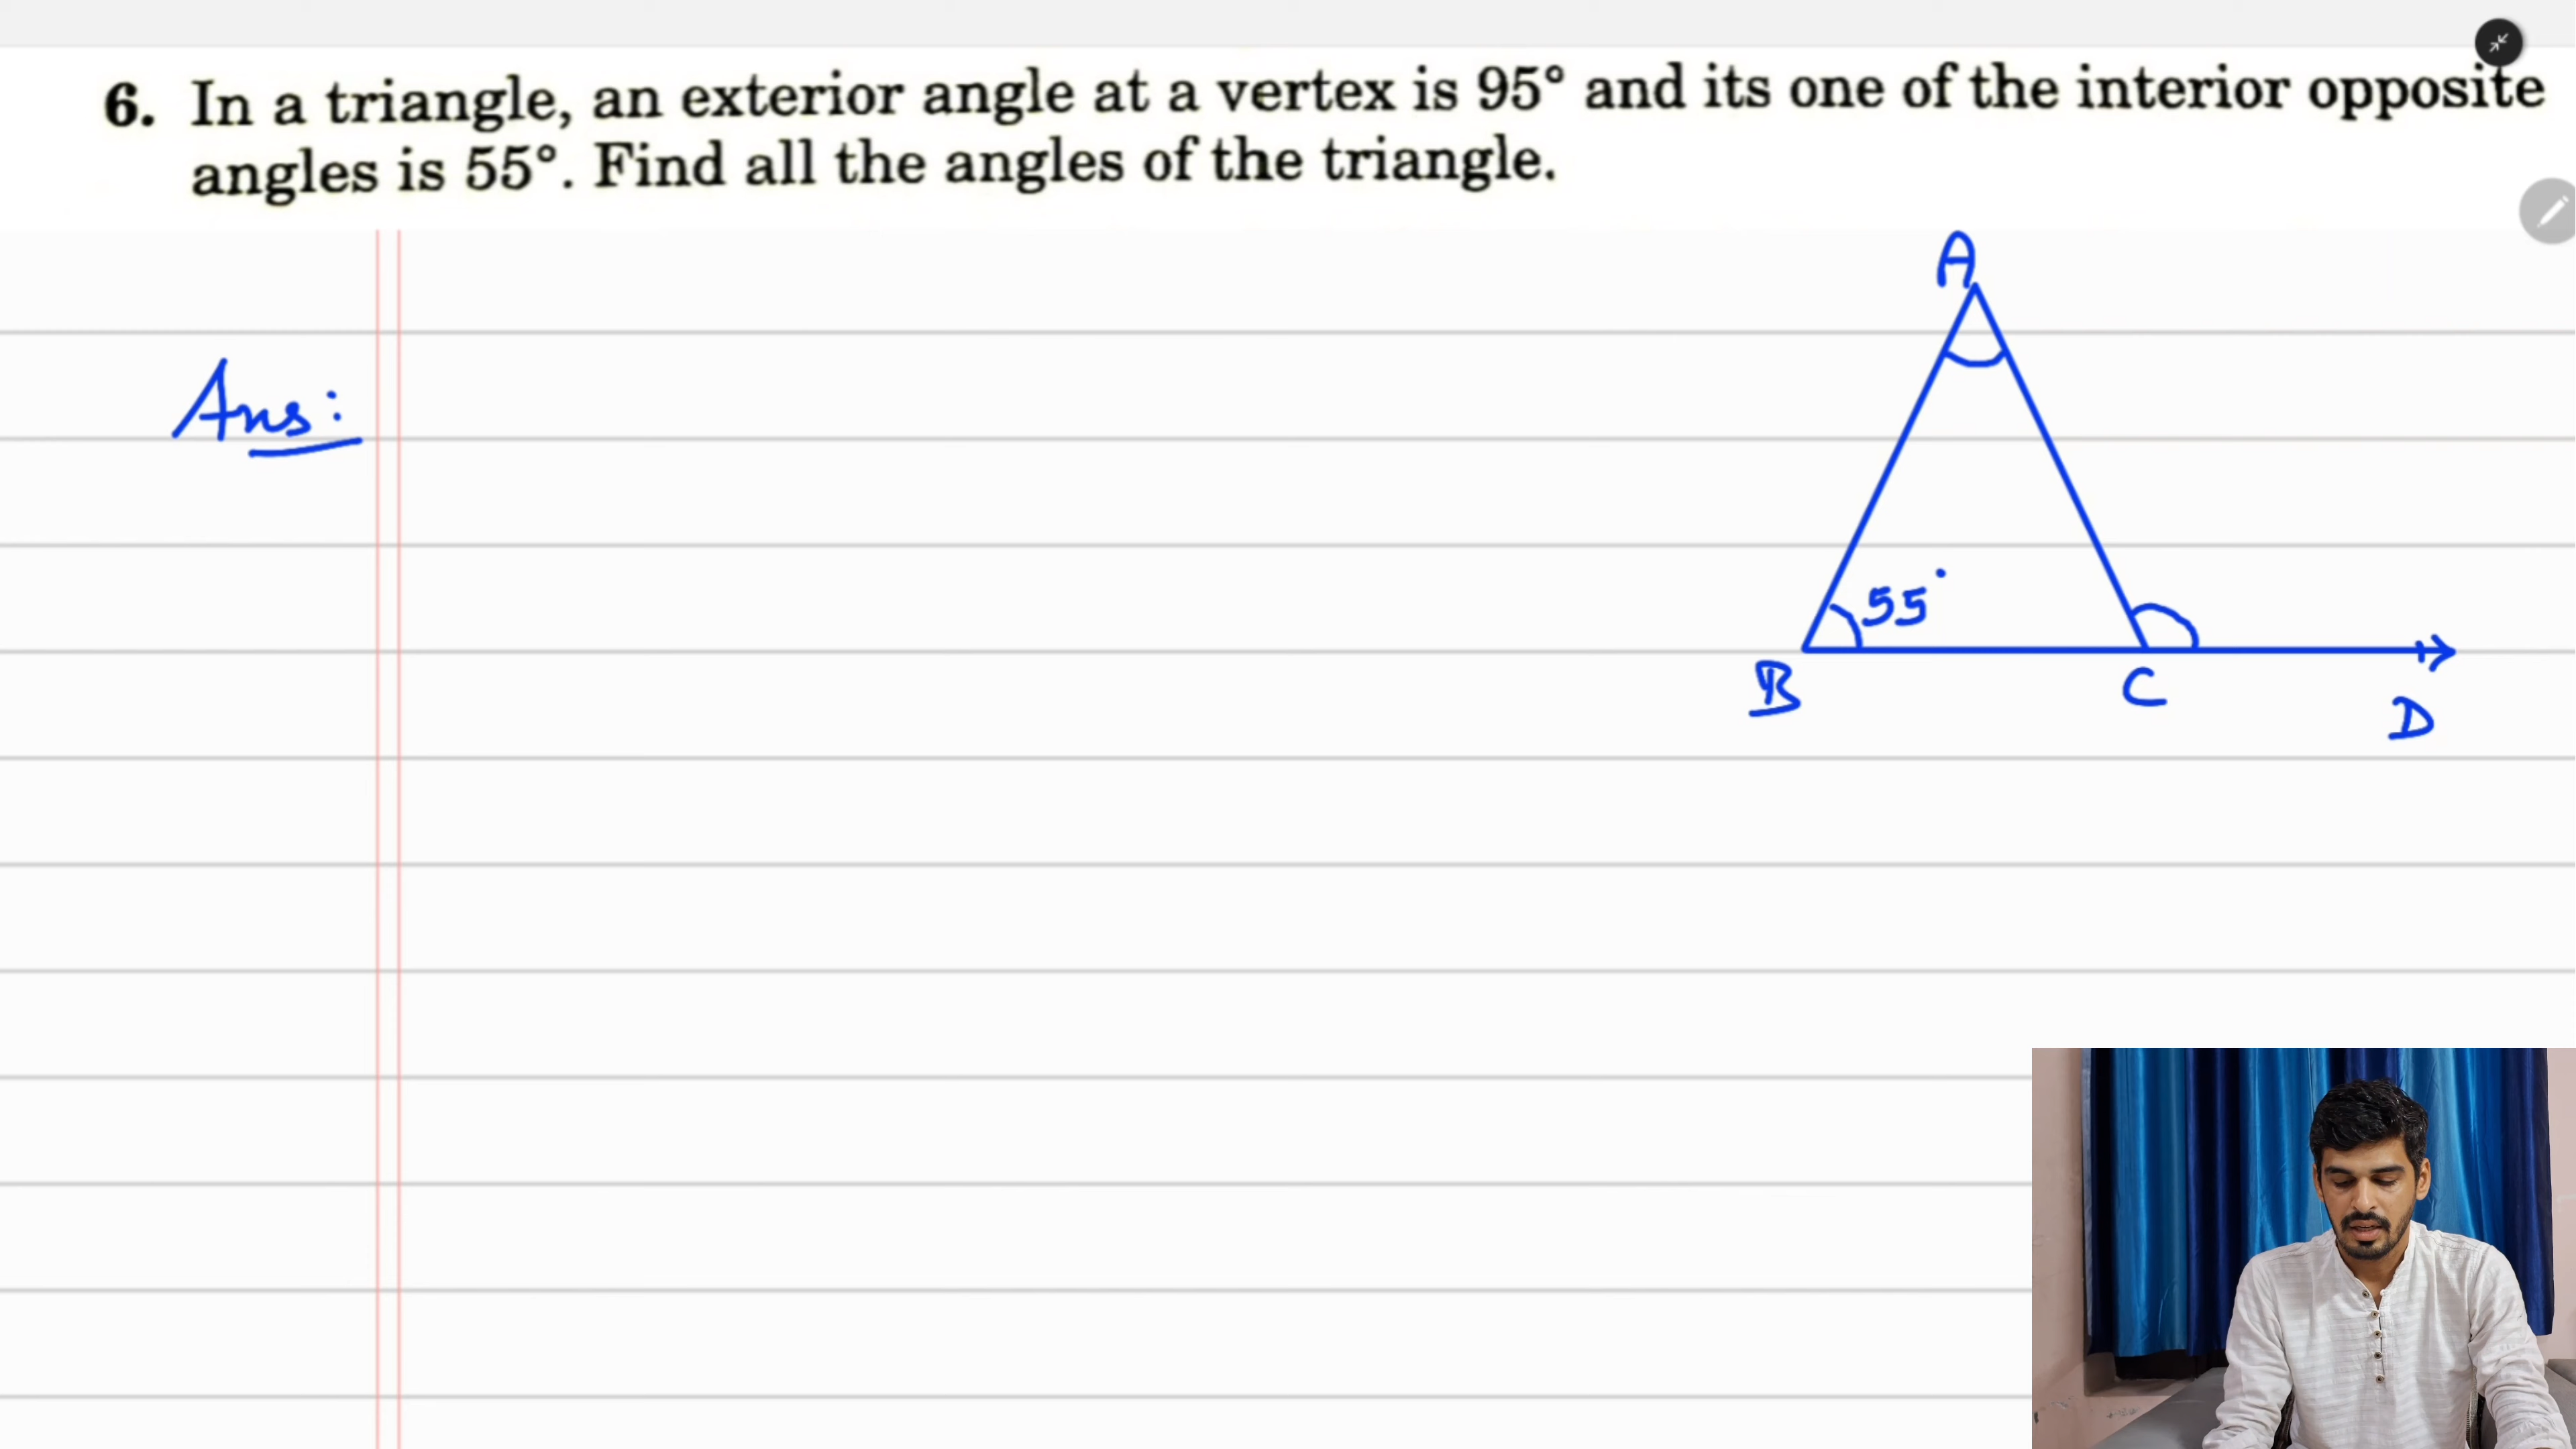 6. In a triangle, an exterior angle at a vertex is 95° and its one of the interior opposite
angles is 55°. Find all the angles of the triangle.
A
Ans:
55°
B
C
D